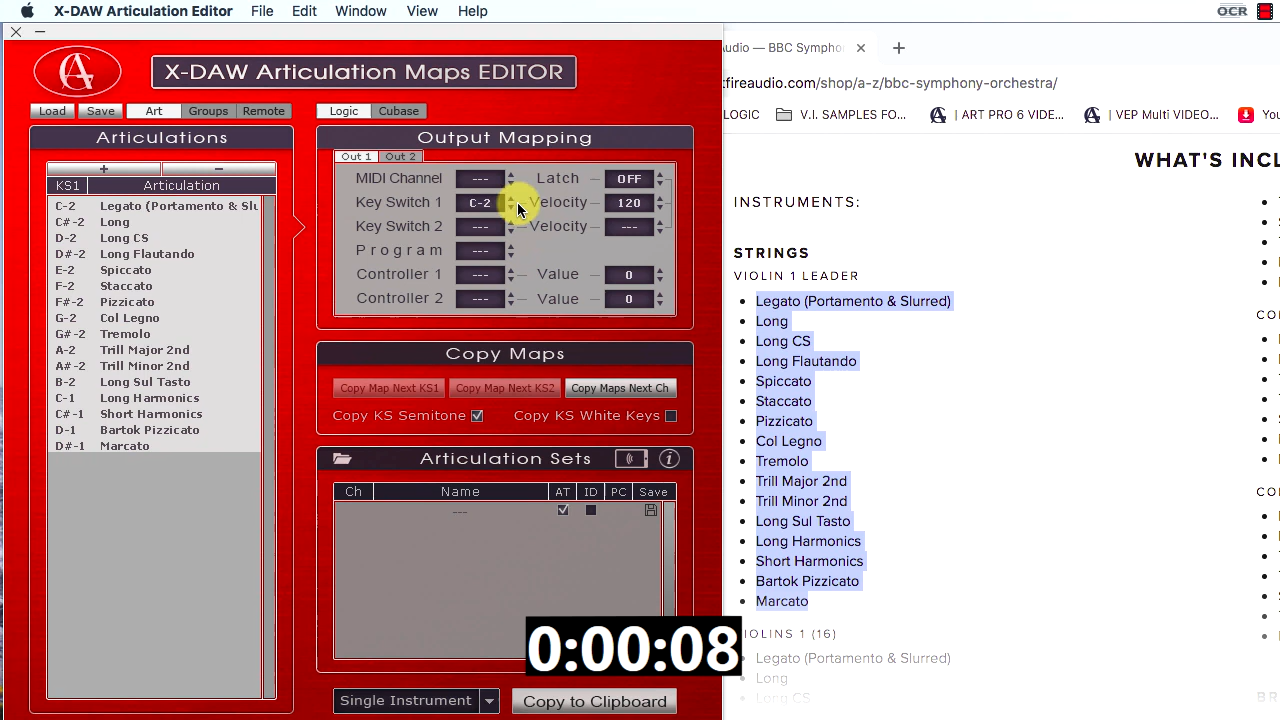 X-DAW Articulation Editor File Edit Window View Help OCR
Audio — BBC Sympho
tfireaudio.com/shop/a-z/bbc-symphony-orchestra/
LOGIC V.I. SAMPLES FO... | ART PRO 6 VIDE... | VEP Multi VIDEO... You
X-DAW Articulation Maps EDITOR
Load Save Art Groups Remote Logic Cubase
Articulations
+ −
KS1 Articulation
C-2 Legato (Portamento & Slu
C#-2 Long
D-2 Long CS
D#-2 Long Flautando
E-2 Spiccato
F-2 Staccato
F#-2 Pizzicato
G-2 Col Legno
G#-2 Tremolo
A-2 Trill Major 2nd
A#-2 Trill Minor 2nd
B-2 Long Sul Tasto
C-1 Long Harmonics
C#-1 Short Harmonics
D-1 Bartok Pizzicato
D#-1 Marcato
Output Mapping
Out 1 Out 2
MIDI Channel --- Latch OFF
Key Switch 1 C-2 Velocity 120
Key Switch 2 --- Velocity ---
Program ---
Controller 1 --- Value 0
Controller 2 --- Value 0
Copy Maps
Copy Map Next KS1 Copy Map Next KS2 Copy Maps Next Ch
Copy KS Semitone Copy KS White Keys
Articulation Sets i
Ch Name AT ID PC Save
---
0:00:08
Single Instrument Copy to Clipboard
WHAT'S INCL
INSTRUMENTS:
STRINGS
VIOLIN 1 LEADER
• Legato (Portamento & Slurred)
• Long
• Long CS
• Long Flautando
• Spiccato
• Staccato
• Pizzicato
• Col Legno
• Tremolo
• Trill Major 2nd
• Trill Minor 2nd
• Long Sul Tasto
• Long Harmonics
• Short Harmonics
• Bartok Pizzicato
• Marcato
VIOLINS 1 (16)
Legato (Portamento & Slurred)
• Long
• Long CS
CO
CO
BR